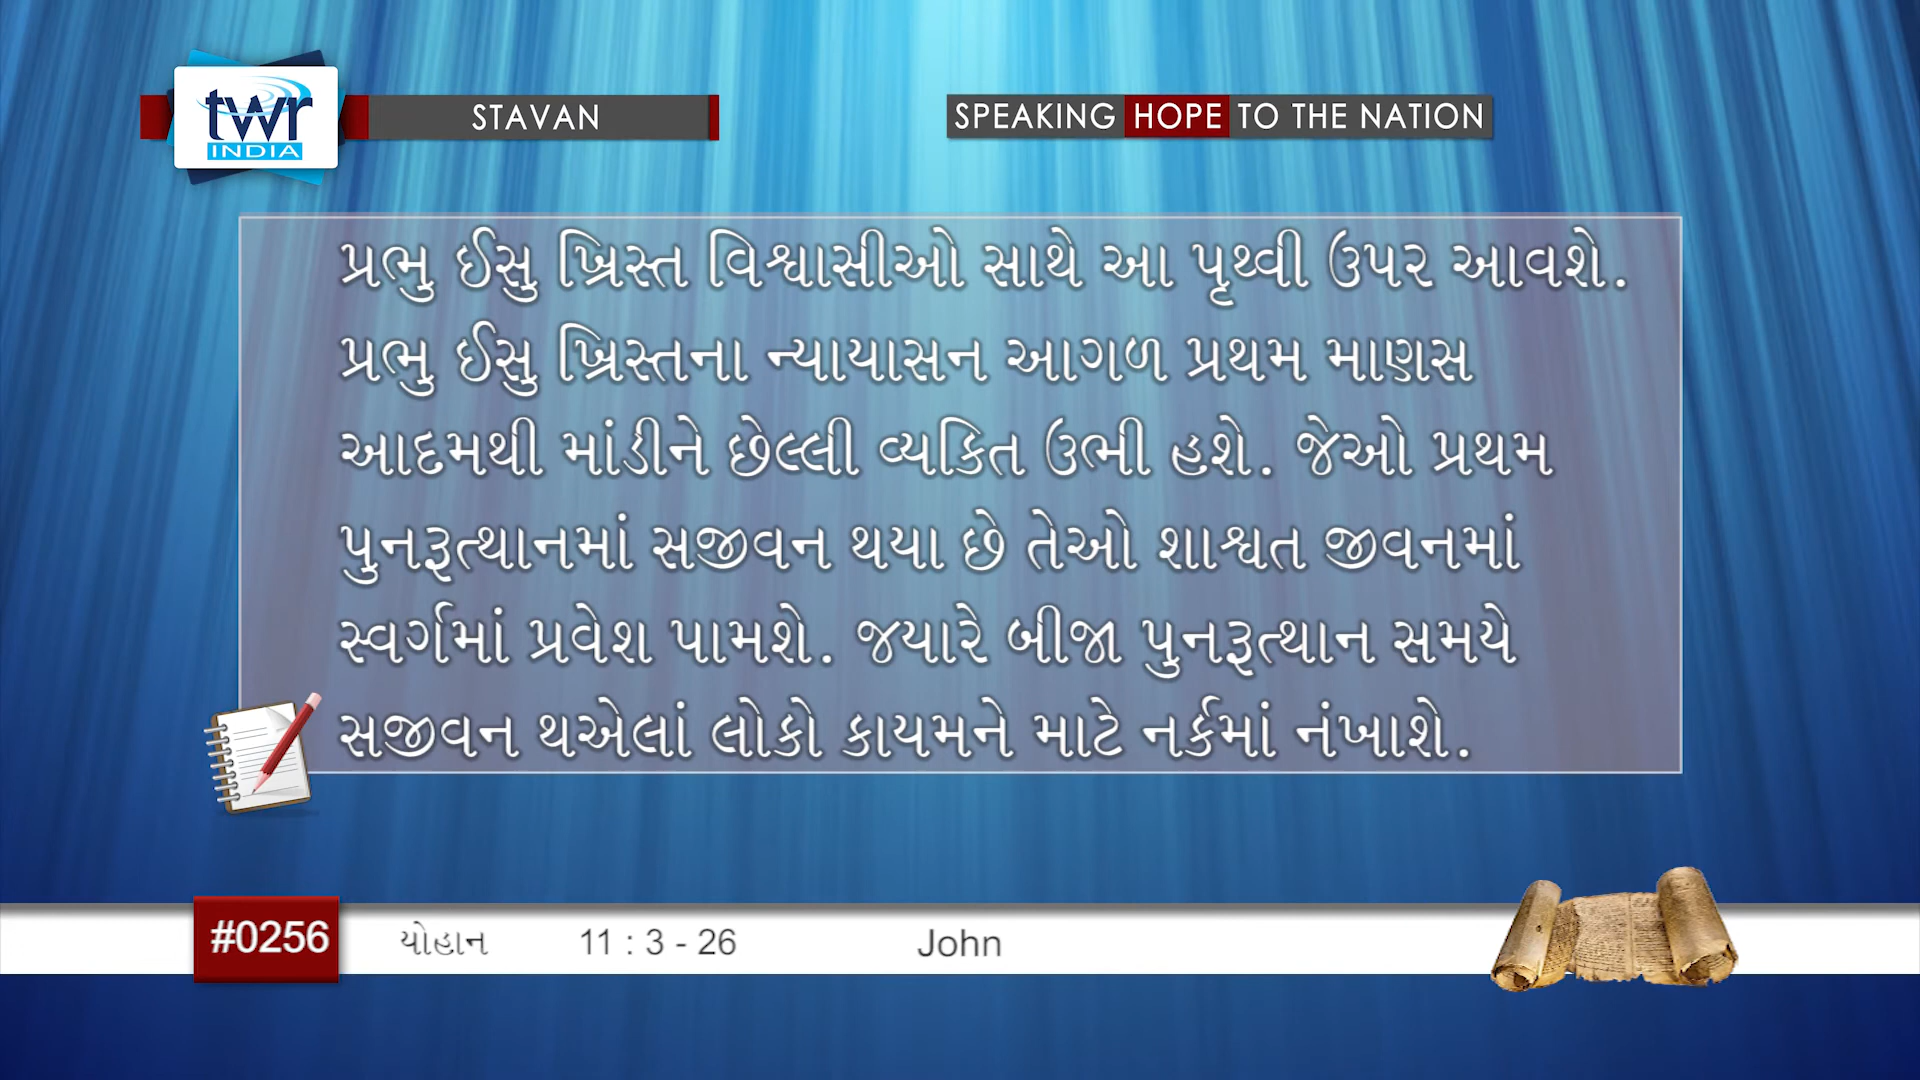 twr
INDIA
STAVAN
SPEAKING HOPE TO THE NATION
પ્રભુ ઈસુ ખ્રિસ્ત વિશ્વાસીઓ સાથે આ પૃથ્વી ઉપર આવશે.
પ્રભુ ઈસુ ખ્રિસ્તના ન્યાયાસન આગળ પ્રથમ માણસ
આદમથી માંડીને છેલ્લી વ્યકિત ઉભી હશે. જેઓ પ્રથમ
પુનરૂત્થાનમાં સજીવન થયા છે તેઓ શાશ્વત જીવનમાં
સ્વર્ગમાં પ્રવેશ પામશે. જયારે બીજા પુનરૂત્થાન સમયે
સજીવન થએલાં લોકો કાયમને માટે નર્કમાં નંખાશે.
#0256 યોહાન 11 : 3 - 26 John